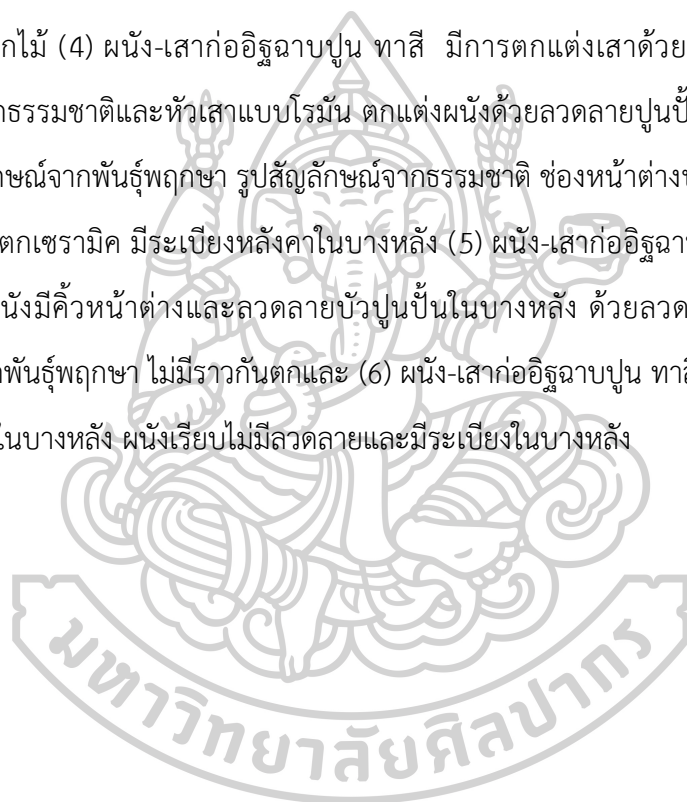 กไม้ (4) ผนัง-เสาก่ออิฐฉาบปูน ทาสี มีการตกแต่งเสาด้วย
ธรรมชาติและหัวเสาแบบโรมัน ตกแต่งผนังด้วยลวดลายปูนปั้
กษณ์จากพันธุ์พฤกษา รูปสัญลักษณ์จากธรรมชาติ ช่องหน้าต่าง
ตกเซรามิค มีระเบียงหลังคาในบางหลัง (5) ผนัง-เสาก่ออิฐฉา
นังมีคิ้วหน้าต่างและลวดลายบัวปูนปั้นในบางหลัง ด้วยลวด
พันธุ์พฤกษา ไม่มีราวกันตกและ (6) ผนัง-เสาก่ออิฐฉาบปูน ทาสี
ในบางหลัง ผนังเรียบไม่มีลวดลายและมีระเบียงในบางหลัง
มหาวิทยาลัยศิลปากร